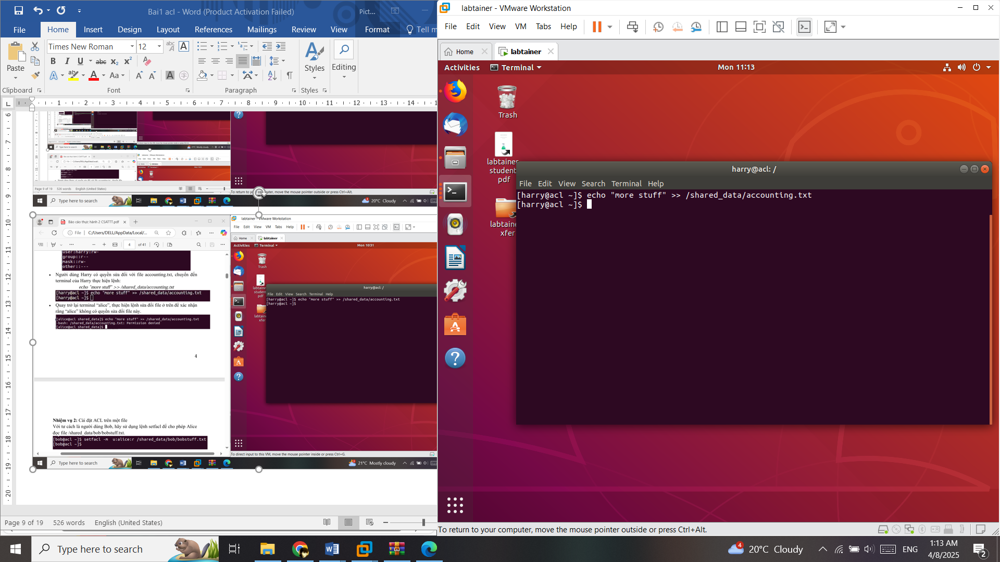 Bai1 acl - Word (Product Activation Failed)
Pict...
File
Home
Insert
Design
Layout
References
Mailings
Review
View
Format
Tell m
Paste
Times New Roman
12
Styles
Editing
Clipboard
Font
Paragraph
Styles
1 2 3 4 5 6 7 8 9 10 11 12 13 14
Page 9 of 19 526 words English (United States)
Type here to search
To return to your computer, move the mouse pointer outside or press Ctrl+Alt.
20°C Cloudy
Báo cáo thực hành 2 CSATTT.pdf
File
C:/Users/DELL/AppData/Local/...
4 of 41
user:harry:rw-
group::r--
mask::rw-
other::---
Người dùng Harry có quyền sửa đổi với file accounting.txt, chuyển đến
terminal của Harry thực hiện lệnh:
echo "more stuff" >> /shared_data/accounting.txt
[harry@acl ~]$ echo "more stuff" >> /shared_data/accounting.txt
[harry@acl ~]$
Quay trở lại terminal "alice", thực hiện lệnh sửa đổi file ở trên để xác nhận
rằng "alice" không có quyền sửa đổi file này.
[alice@acl shared_data]$ echo "more stuff" >> /shared_data/accounting.txt
-bash: /shared_data/accounting.txt: Permission denied
[alice@acl shared_data]$
4
Nhiệm vụ 2: Cài đặt ACL trên một file
Với tư cách là người dùng Bob, hãy sử dụng lệnh setfacl để cho phép Alice
đọc file /shared_data/bob/bobstuff.txt.
[bob@acl ~]$ setfacl -m u:alice:r /shared_data/bob/bobstuff.txt
[bob@acl ~]$
labtainer - VMware Workstation
File Edit View VM Tabs Help
Home
labtainer
Activities
Terminal
Mon 10:31
Trash
harry@acl: /
File Edit View Search Terminal Help
[harry@acl ~]$ echo "more stuff" >> /shared_data/accounting.txt
[harry@acl ~]$
To direct input to this VM, move the mouse pointer inside or press Ctrl+G.
Type here to search
21°C Mostly cloudy
Page 9 of 19
526 words
English (United States)
labtainer - VMware Workstation
File Edit View VM Tabs Help
Home
labtainer
Activities
Terminal
Mon 11:13
Trash
labtainer
student
pdf
labtaine
xfer
harry@acl: /
File Edit View Search Terminal Help
[harry@acl ~]$ echo "more stuff" >> /shared_data/accounting.txt
[harry@acl ~]$
To return to your computer, move the mouse pointer outside or press Ctrl+Alt.
Type here to search
4
20°C Cloudy
ENG
1:13 AM
4/8/2025
2